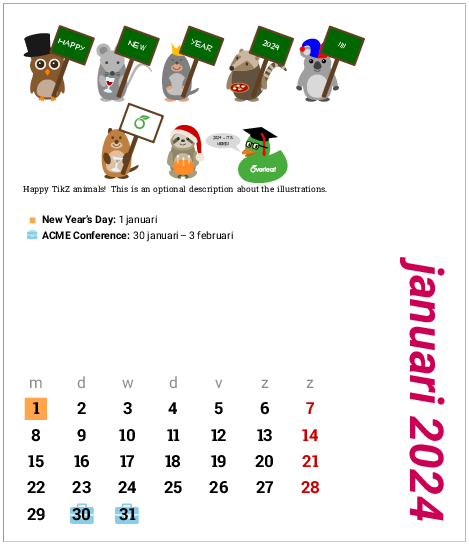 HAPPY
NEW
YEAR
2024
!!!
Overleaf
Happy TikZ animals! This is an optional description about the illustrations.
New Year's Day: 1 januari
ACME Conference: 30 januari – 3 februari
januari 2024
m d w d v z z
1 2 3 4 5 6 7
8 9 10 11 12 13 14
15 16 17 18 19 20 21
22 23 24 25 26 27 28
29 30 31